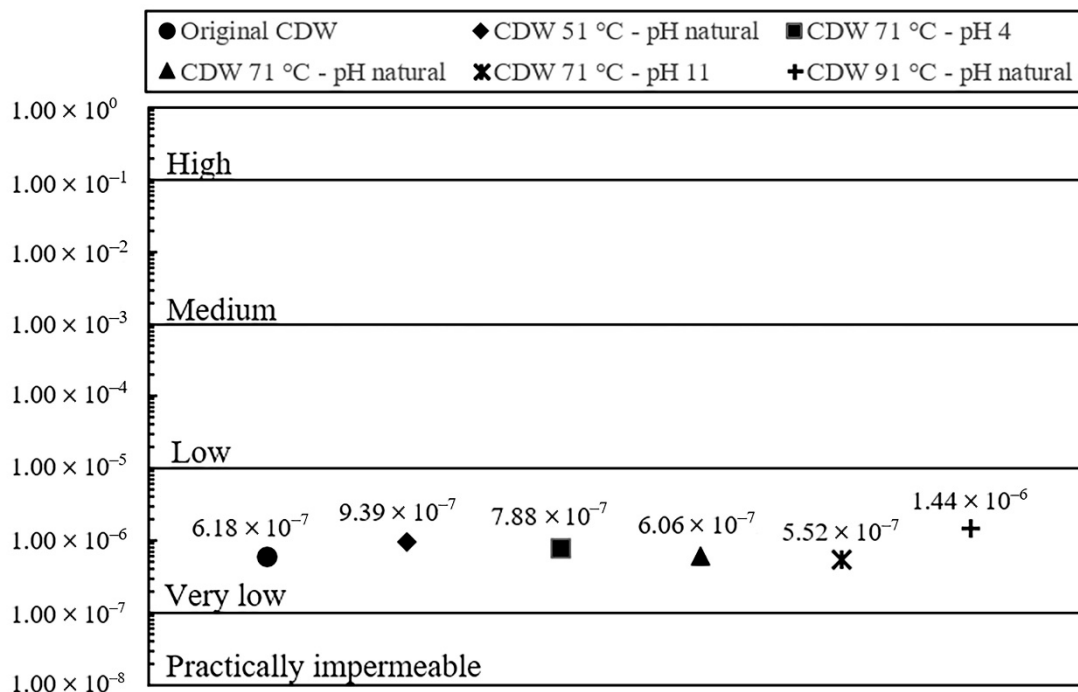 Original CDW CDW 51 °C - pH natural CDW 71 °C - pH 4
CDW 71 °C - pH natural CDW 71 °C - pH 11 CDW 91 °C - pH natural
1.00 × 10⁰
High
1.00 × 10⁻¹
1.00 × 10⁻²
Medium
1.00 × 10⁻³
1.00 × 10⁻⁴
Low
1.00 × 10⁻⁵
6.18 × 10⁻⁷ 9.39 × 10⁻⁷ 7.88 × 10⁻⁷ 6.06 × 10⁻⁷ 5.52 × 10⁻⁷ 1.44 × 10⁻⁶
1.00 × 10⁻⁶
Very low
1.00 × 10⁻⁷
Practically impermeable
1.00 × 10⁻⁸